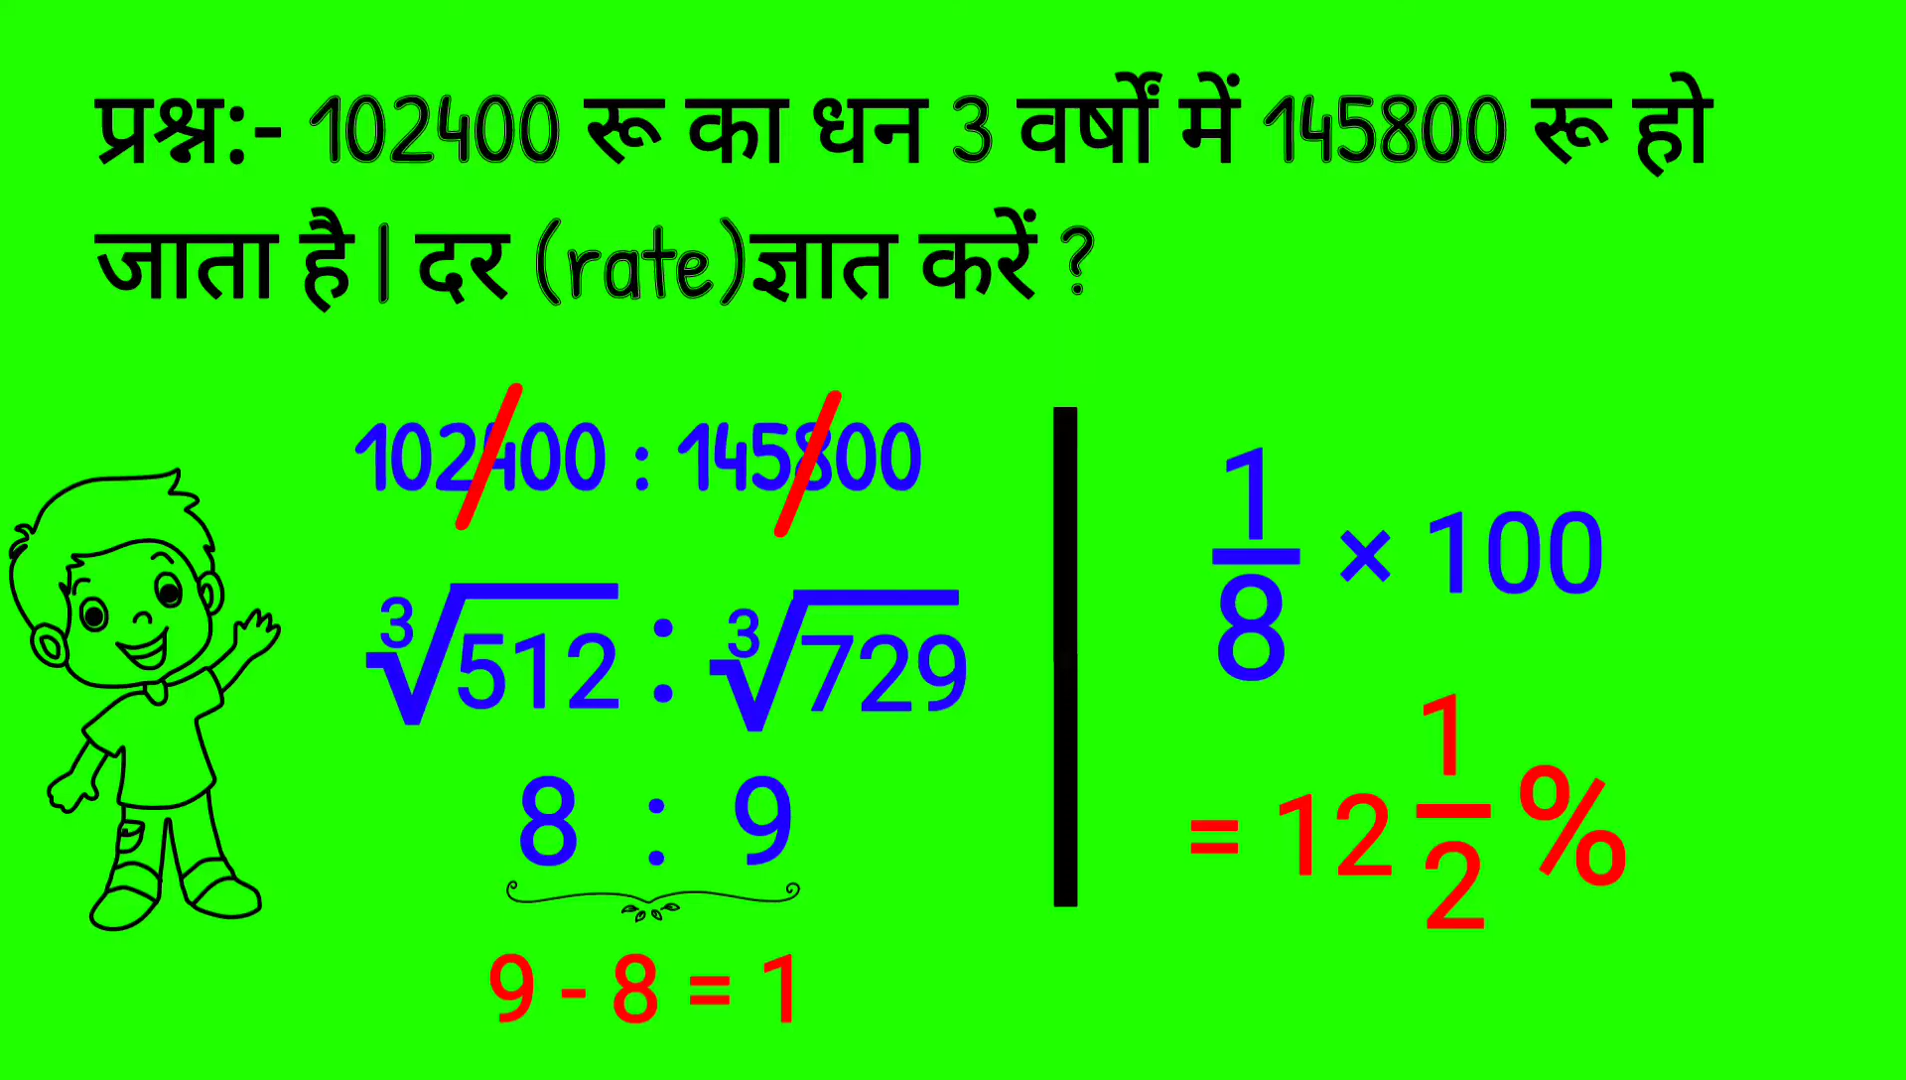 प्रश्न:- 102400 रू का धन 3 वर्षों में 145800 रू हो
जाता है | दर (rate)ज्ञात करें ?
102400 : 145800
∛512 : ∛729
8 : 9
9 - 8 = 1
1/8 × 100
= 12 1/2 %